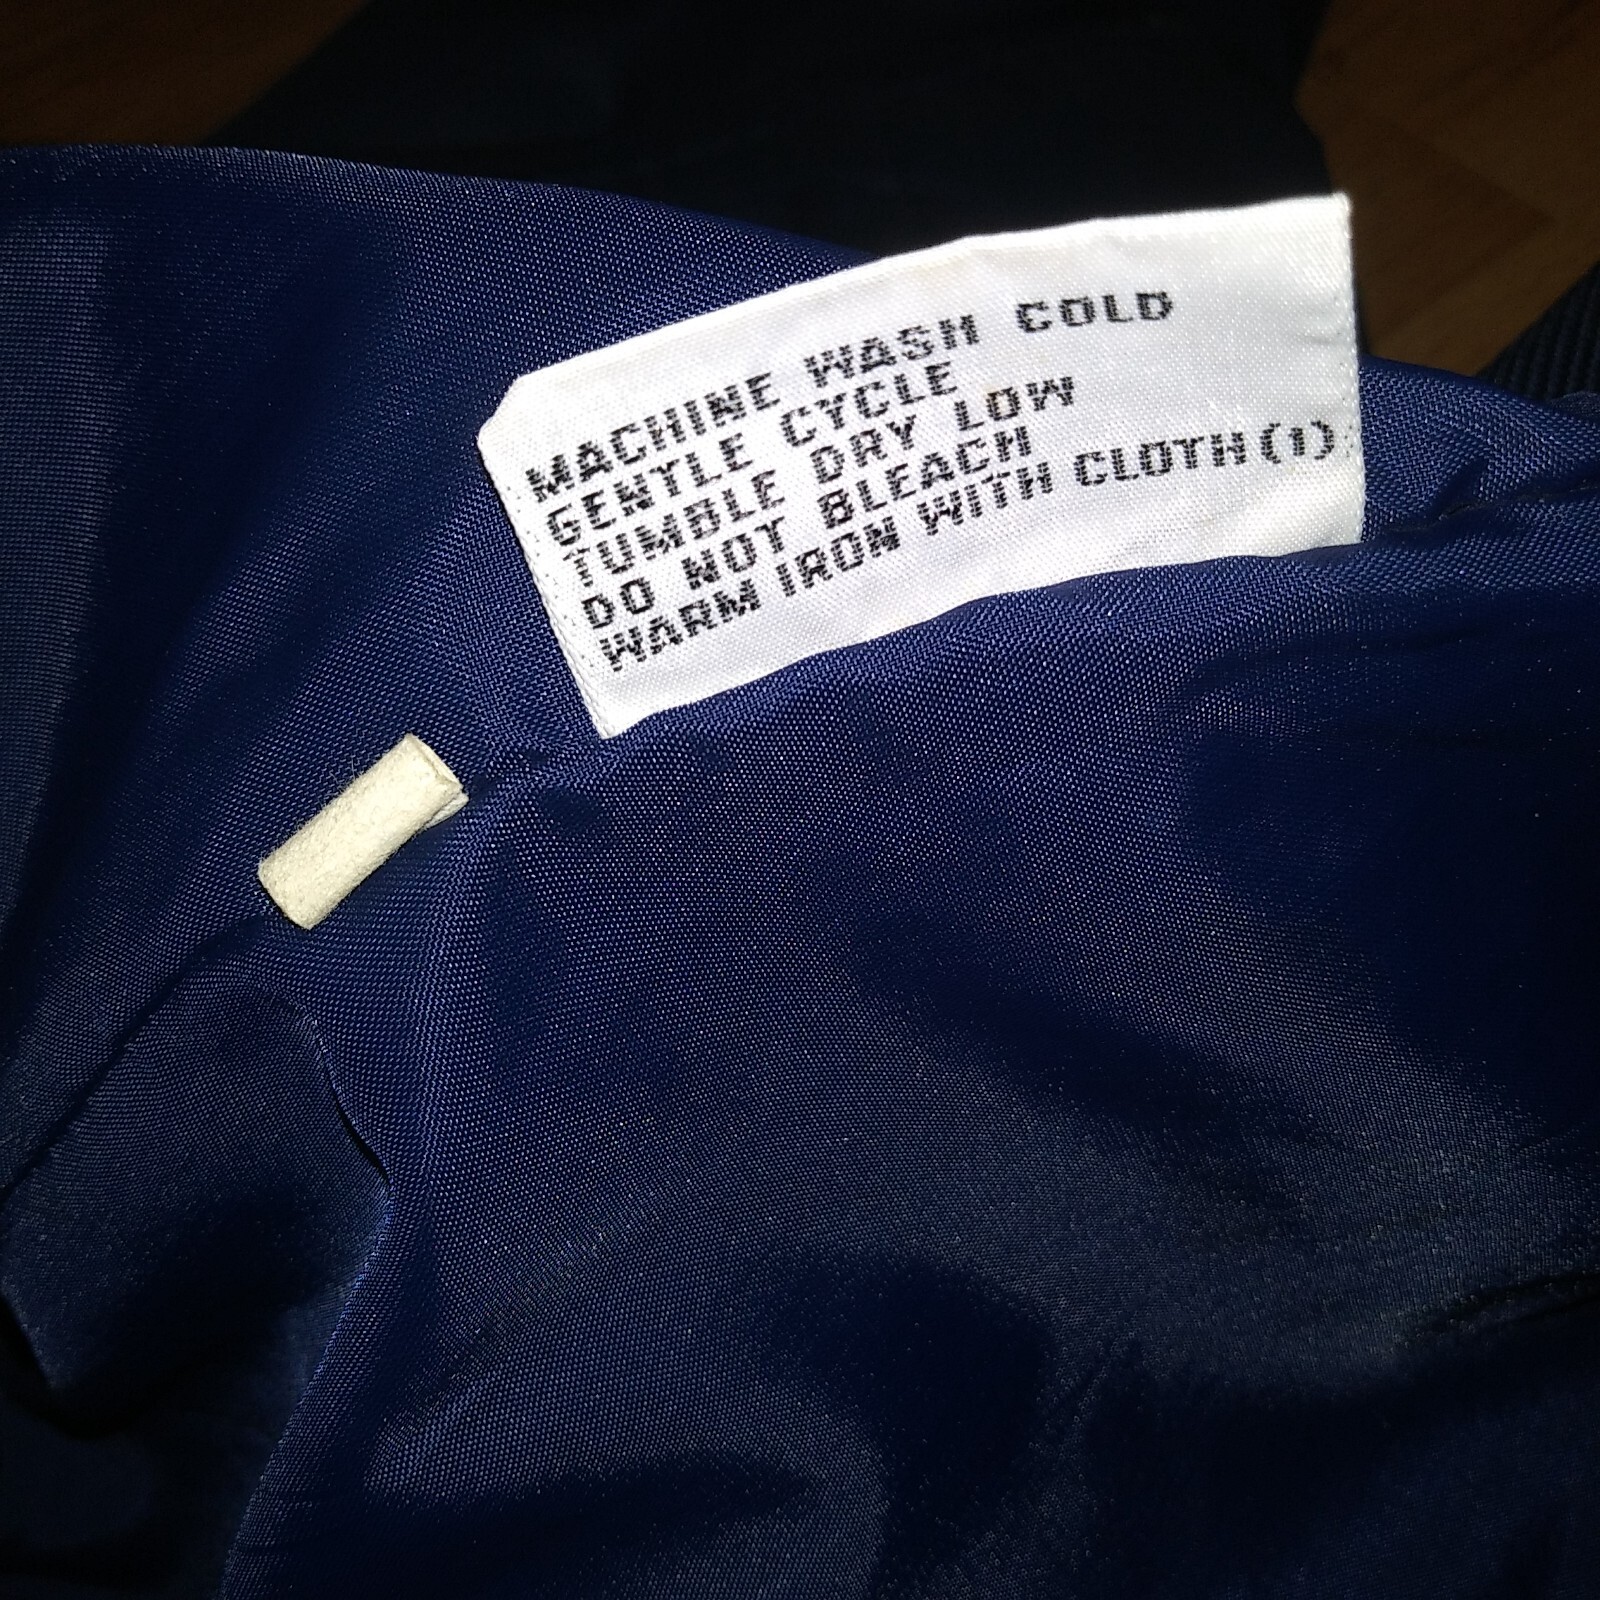 MACHINE WASH COLD
GENTLE CYCLE
TUMBLE DRY LOW
DO NOT BLEACH
WARM IRON WITH CLOTH(1)